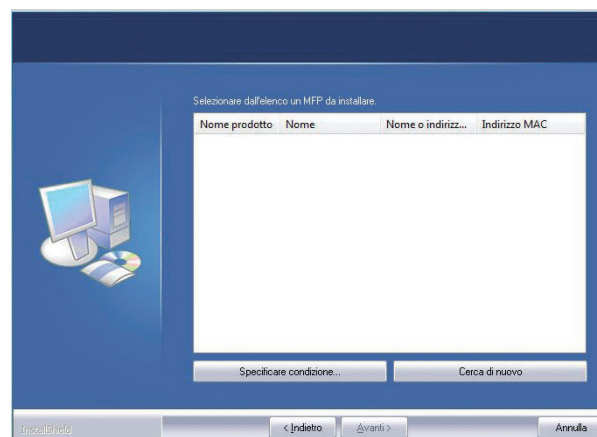 Selezionare dall'elenco un MFP da installare.
Nome prodotto Nome Nome o indirizz... Indirizzo MAC
Specificare condizione... Cerca di nuovo
InstallShield
< Indietro Avanti > Annulla